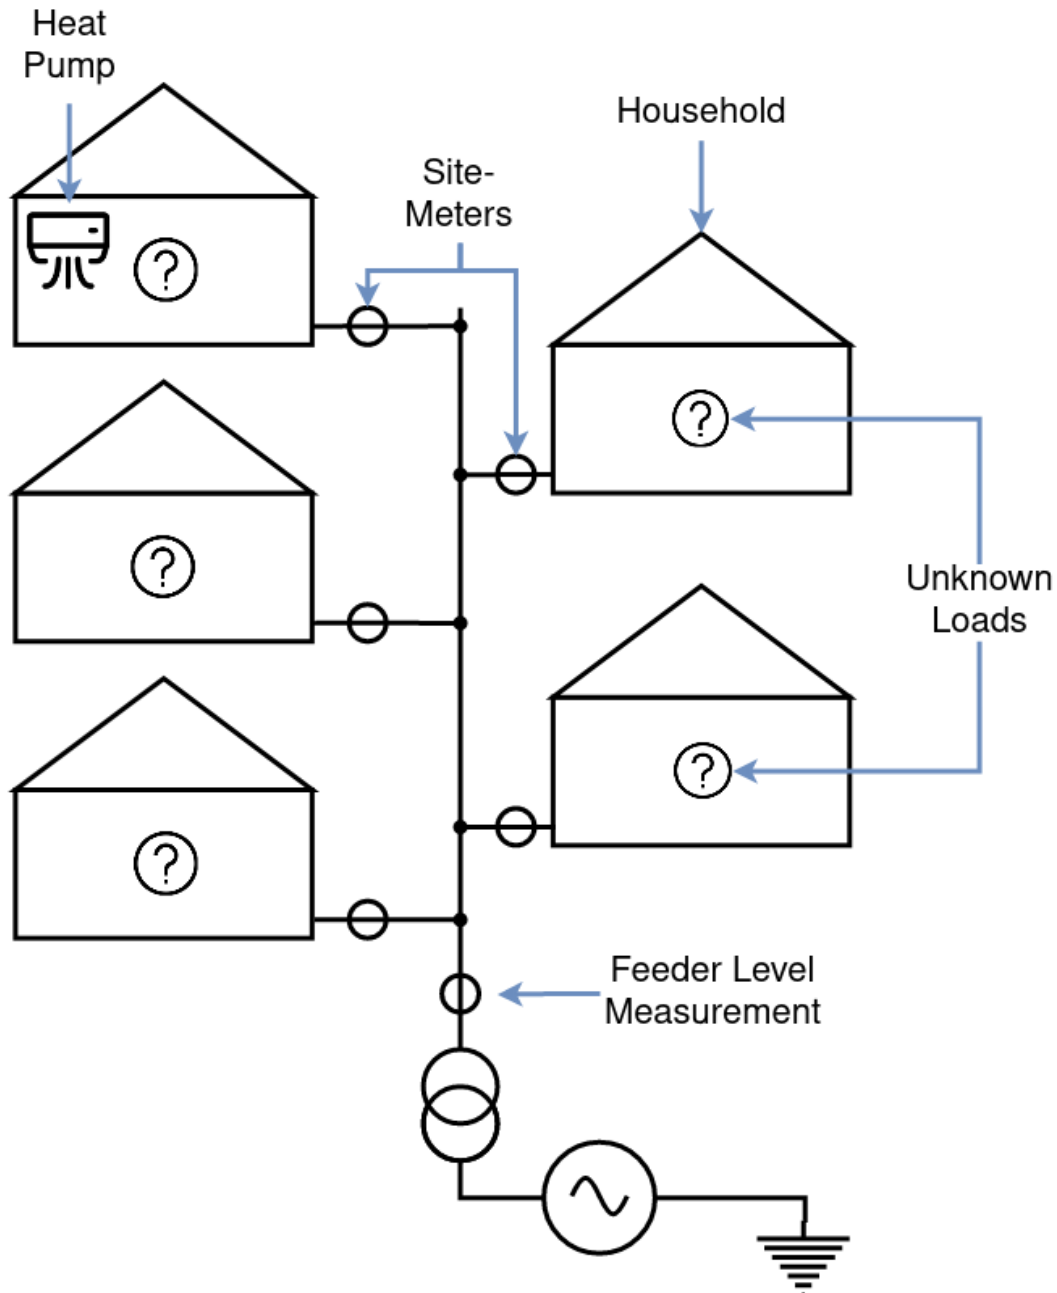 Heat
Pump
Household
Site-
Meters
?
?
?
Unknown
Loads
?
?
Feeder Level
Measurement